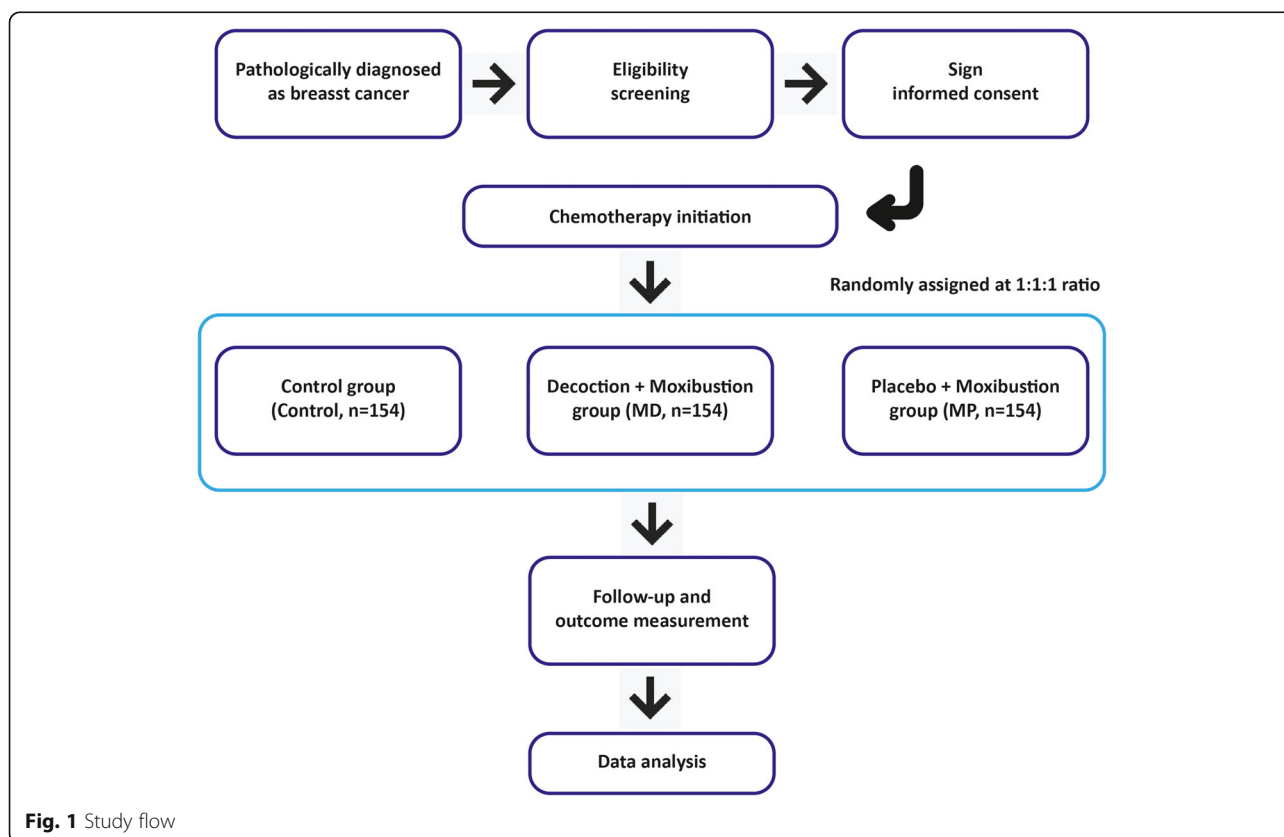 Pathologically diagnosed
as breasst cancer
Eligibility
screening
Sign
informed consent
Chemotherapy initiation
Randomly assigned at 1:1:1 ratio
Control group
(Control, n=154)
Decoction + Moxibustion
group (MD, n=154)
Placebo + Moxibustion
group (MP, n=154)
Follow-up and
outcome measurement
Data analysis
Fig. 1 Study flow